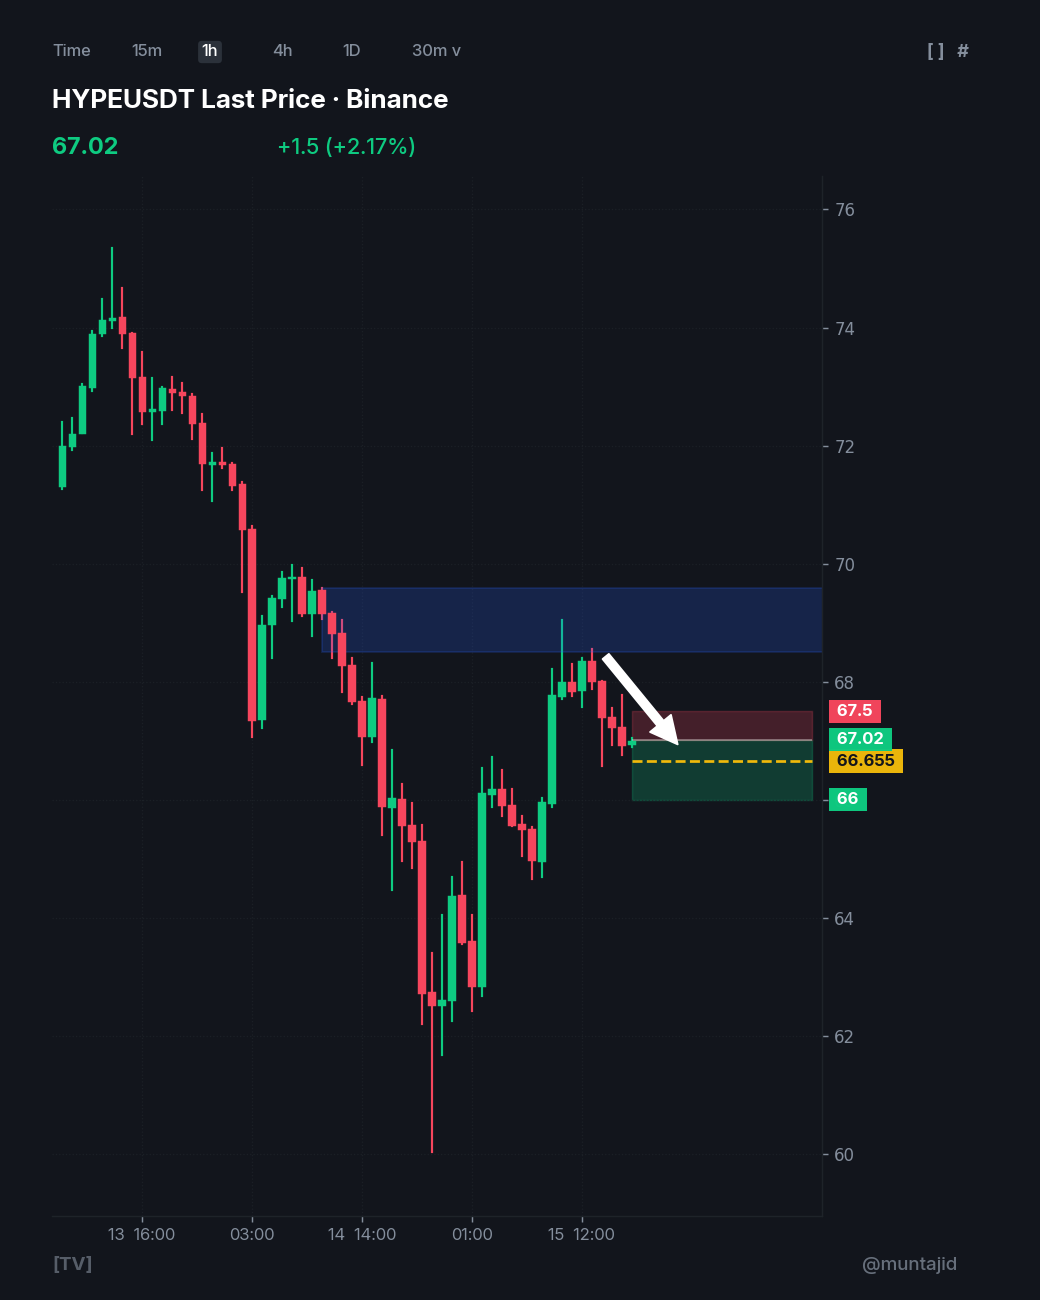 Time 15m 1h 4h 1D 30m v [ ] #
HYPEUSDT Last Price · Binance
67.02 +1.5 (+2.17%)
76
74
72
70
68
67.5
67.02
66.655
66
64
62
60
13 16:00 03:00 14 14:00 01:00 15 12:00
[TV] @muntajid